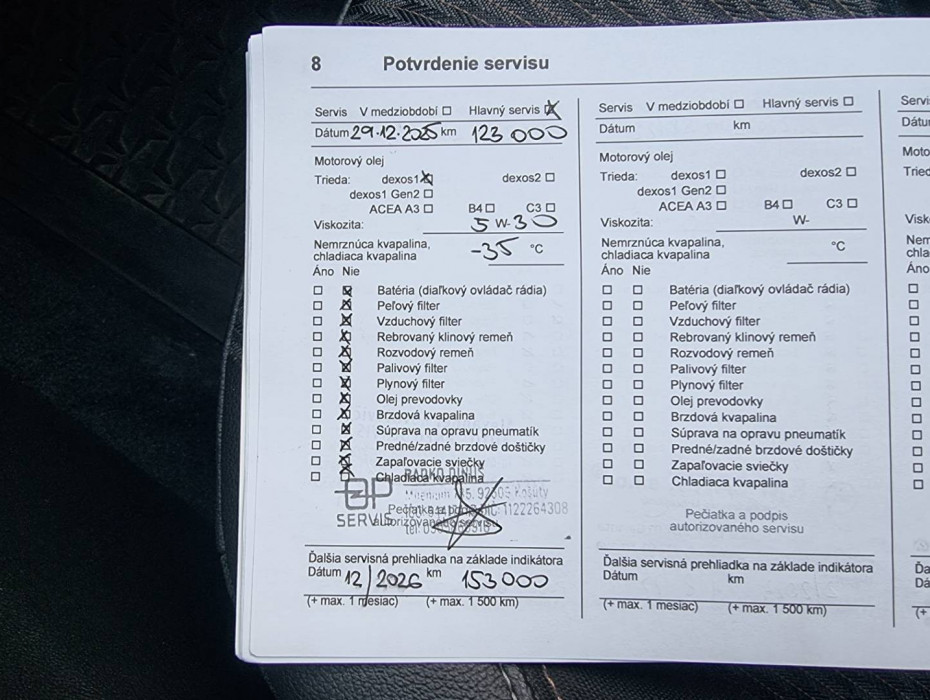 8 Potvrdenie servisu
Servis V medziobdobí Hlavný servis
Dátum 29.12.2025 km 123 000
Motorový olej
Trieda: dexos1 dexos2
dexos1 Gen2
ACEA A3 B4 C3
Viskozita: 5 W-30
Nemrznúca kvapalina,
chladiaca kvapalina -35 °C
Áno Nie
Batéria (diaľkový ovládač rádia)
Peľový filter
Vzduchový filter
Rebrovaný klinový remeň
Rozvodový remeň
Palivový filter
Plynový filter
Olej prevodovky
Brzdová kvapalina
Súprava na opravu pneumatík
Predné/zadné brzdové doštičky
Zapaľovacie sviečky
Chladiaca kvapalina
SERVIS
Pečiatka a podpis
autorizovaného servisu
Ďalšia servisná prehliadka na základe indikátora
Dátum 12/2026 km 153 000
(+ max. 1 mesiac) (+ max. 1 500 km)
Servis V medziobdobí Hlavný servis
Dátum km
Motorový olej
Trieda: dexos1 dexos2
dexos1 Gen2
ACEA A3 B4 C3
Viskozita: W-
Nemrznúca kvapalina,
chladiaca kvapalina °C
Áno Nie
Batéria (diaľkový ovládač rádia)
Peľový filter
Vzduchový filter
Rebrovaný klinový remeň
Rozvodový remeň
Palivový filter
Plynový filter
Olej prevodovky
Brzdová kvapalina
Súprava na opravu pneumatík
Predné/zadné brzdové doštičky
Zapaľovacie sviečky
Chladiaca kvapalina
Pečiatka a podpis
autorizovaného servisu
Ďalšia servisná prehliadka na základe indikátora
Dátum km
(+ max. 1 mesiac) (+ max. 1 500 km)